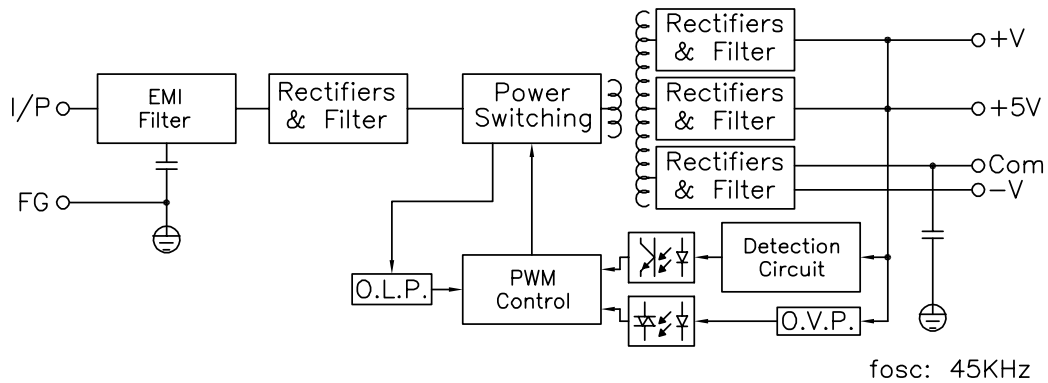 Rectifiers
& Filter
+V
I/P
EMI
Filter
Rectifiers
& Filter
Power
Switching
Rectifiers
& Filter
+5V
Rectifiers
& Filter
Com
-V
FG
Detection
Circuit
O.L.P.
PWM
Control
O.V.P.
fosc: 45KHz